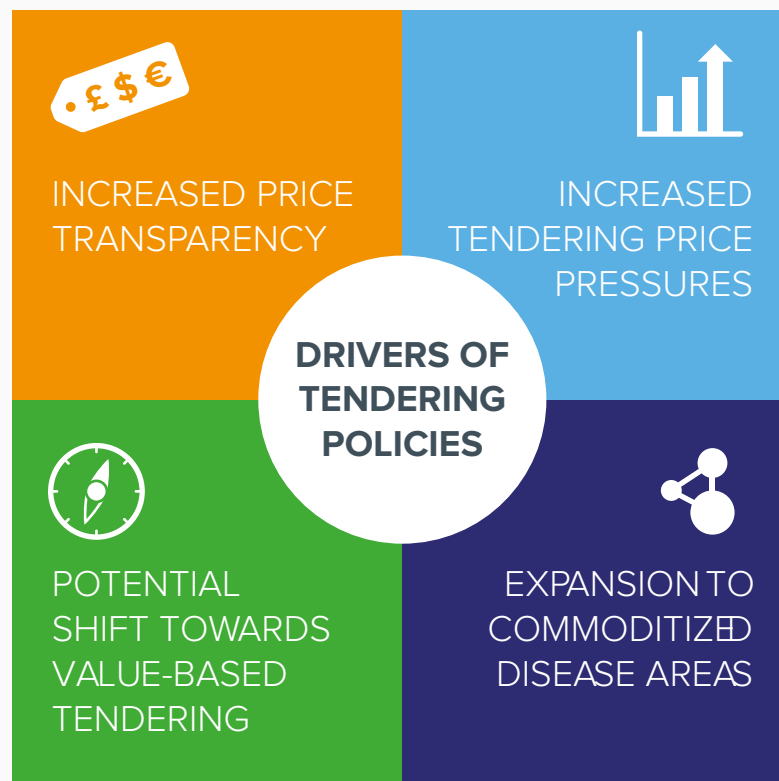 £ $ €
INCREASED PRICE
TRANSPARENCY
INCREASED
TENDERING PRICE
PRESSURES
DRIVERS OF
TENDERING
POLICIES
POTENTIAL
SHIFT TOWARDS
VALUE-BASED
TENDERING
EXPANSION TO
COMMODITIZED
DISEASE AREAS